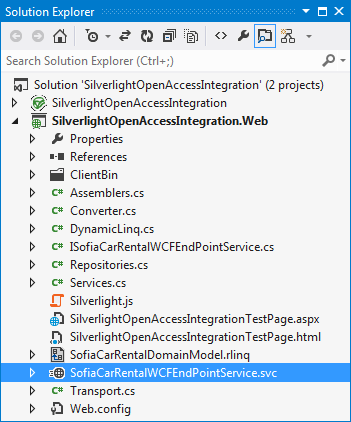 Solution Explorer
Search Solution Explorer (Ctrl+;)
Solution 'SilverlightOpenAccessIntegration' (2 projects)
SilverlightOpenAccessIntegration
SilverlightOpenAccessIntegration.Web
Properties
References
ClientBin
C# Assemblers.cs
C# Converter.cs
C# DynamicLinq.cs
C# ISofiaCarRentalWCFEndPointService.cs
C# Repositories.cs
C# Services.cs
Silverlight.js
SilverlightOpenAccessIntegrationTestPage.aspx
SilverlightOpenAccessIntegrationTestPage.html
SofiaCarRentalDomainModel.rlinq
SofiaCarRentalWCFEndPointService.svc
C# Transport.cs
Web.config